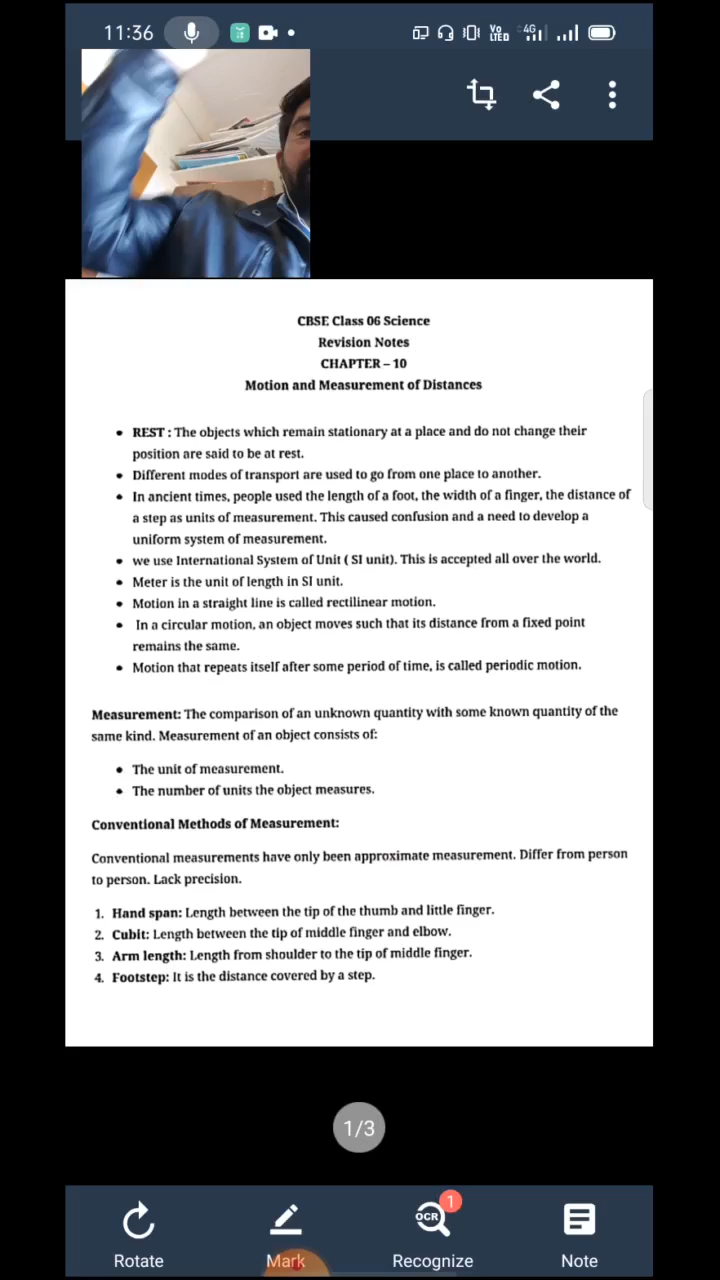 11:36
Vo
LTED
4G
CBSE Class 06 Science
Revision Notes
CHAPTER – 10
Motion and Measurement of Distances
• REST : The objects which remain stationary at a place and do not change their
position are said to be at rest.
• Different modes of transport are used to go from one place to another.
• In ancient times, people used the length of a foot, the width of a finger, the distance of
a step as units of measurement. This caused confusion and a need to develop a
uniform system of measurement.
• we use International System of Unit ( SI unit). This is accepted all over the world.
• Meter is the unit of length in SI unit.
• Motion in a straight line is called rectilinear motion.
• In a circular motion, an object moves such that its distance from a fixed point
remains the same.
• Motion that repeats itself after some period of time, is called periodic motion.
Measurement: The comparison of an unknown quantity with some known quantity of the
same kind. Measurement of an object consists of:
• The unit of measurement.
• The number of units the object measures.
Conventional Methods of Measurement:
Conventional measurements have only been approximate measurement. Differ from person
to person. Lack precision.
1. Hand span: Length between the tip of the thumb and little finger.
2. Cubit: Length between the tip of middle finger and elbow.
3. Arm length: Length from shoulder to the tip of middle finger.
4. Footstep: It is the distance covered by a step.
1/3
OCR 1
Rotate Mark Recognize Note